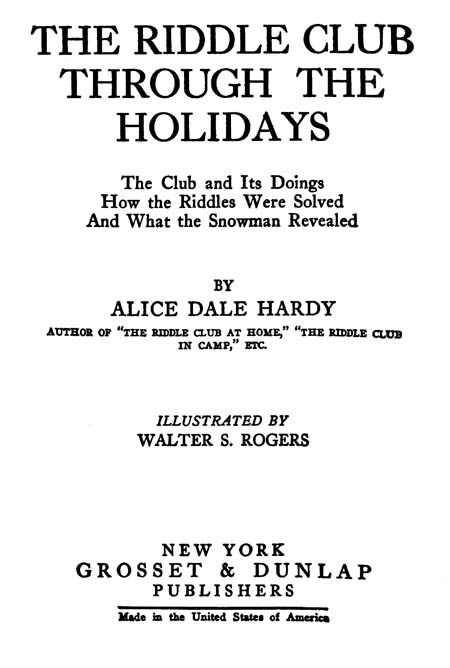 THE RIDDLE CLUB
THROUGH THE
HOLIDAYS
The Club and Its Doings
How the Riddles Were Solved
And What the Snowman Revealed
BY
ALICE DALE HARDY
AUTHOR OF "THE RIDDLE CLUB AT HOME," "THE RIDDLE CLUB
IN CAMP," ETC.
ILLUSTRATED BY
WALTER S. ROGERS
NEW YORK
GROSSET & DUNLAP
PUBLISHERS
Made in the United States of America